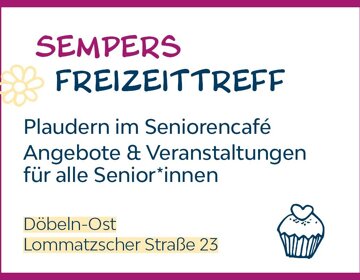 SEMPERS
FREIZEITTREFF
Plaudern im Seniorencafé
Angebote & Veranstaltungen
für alle Senior*innen
Döbeln-Ost
Lommatzscher Straße 23